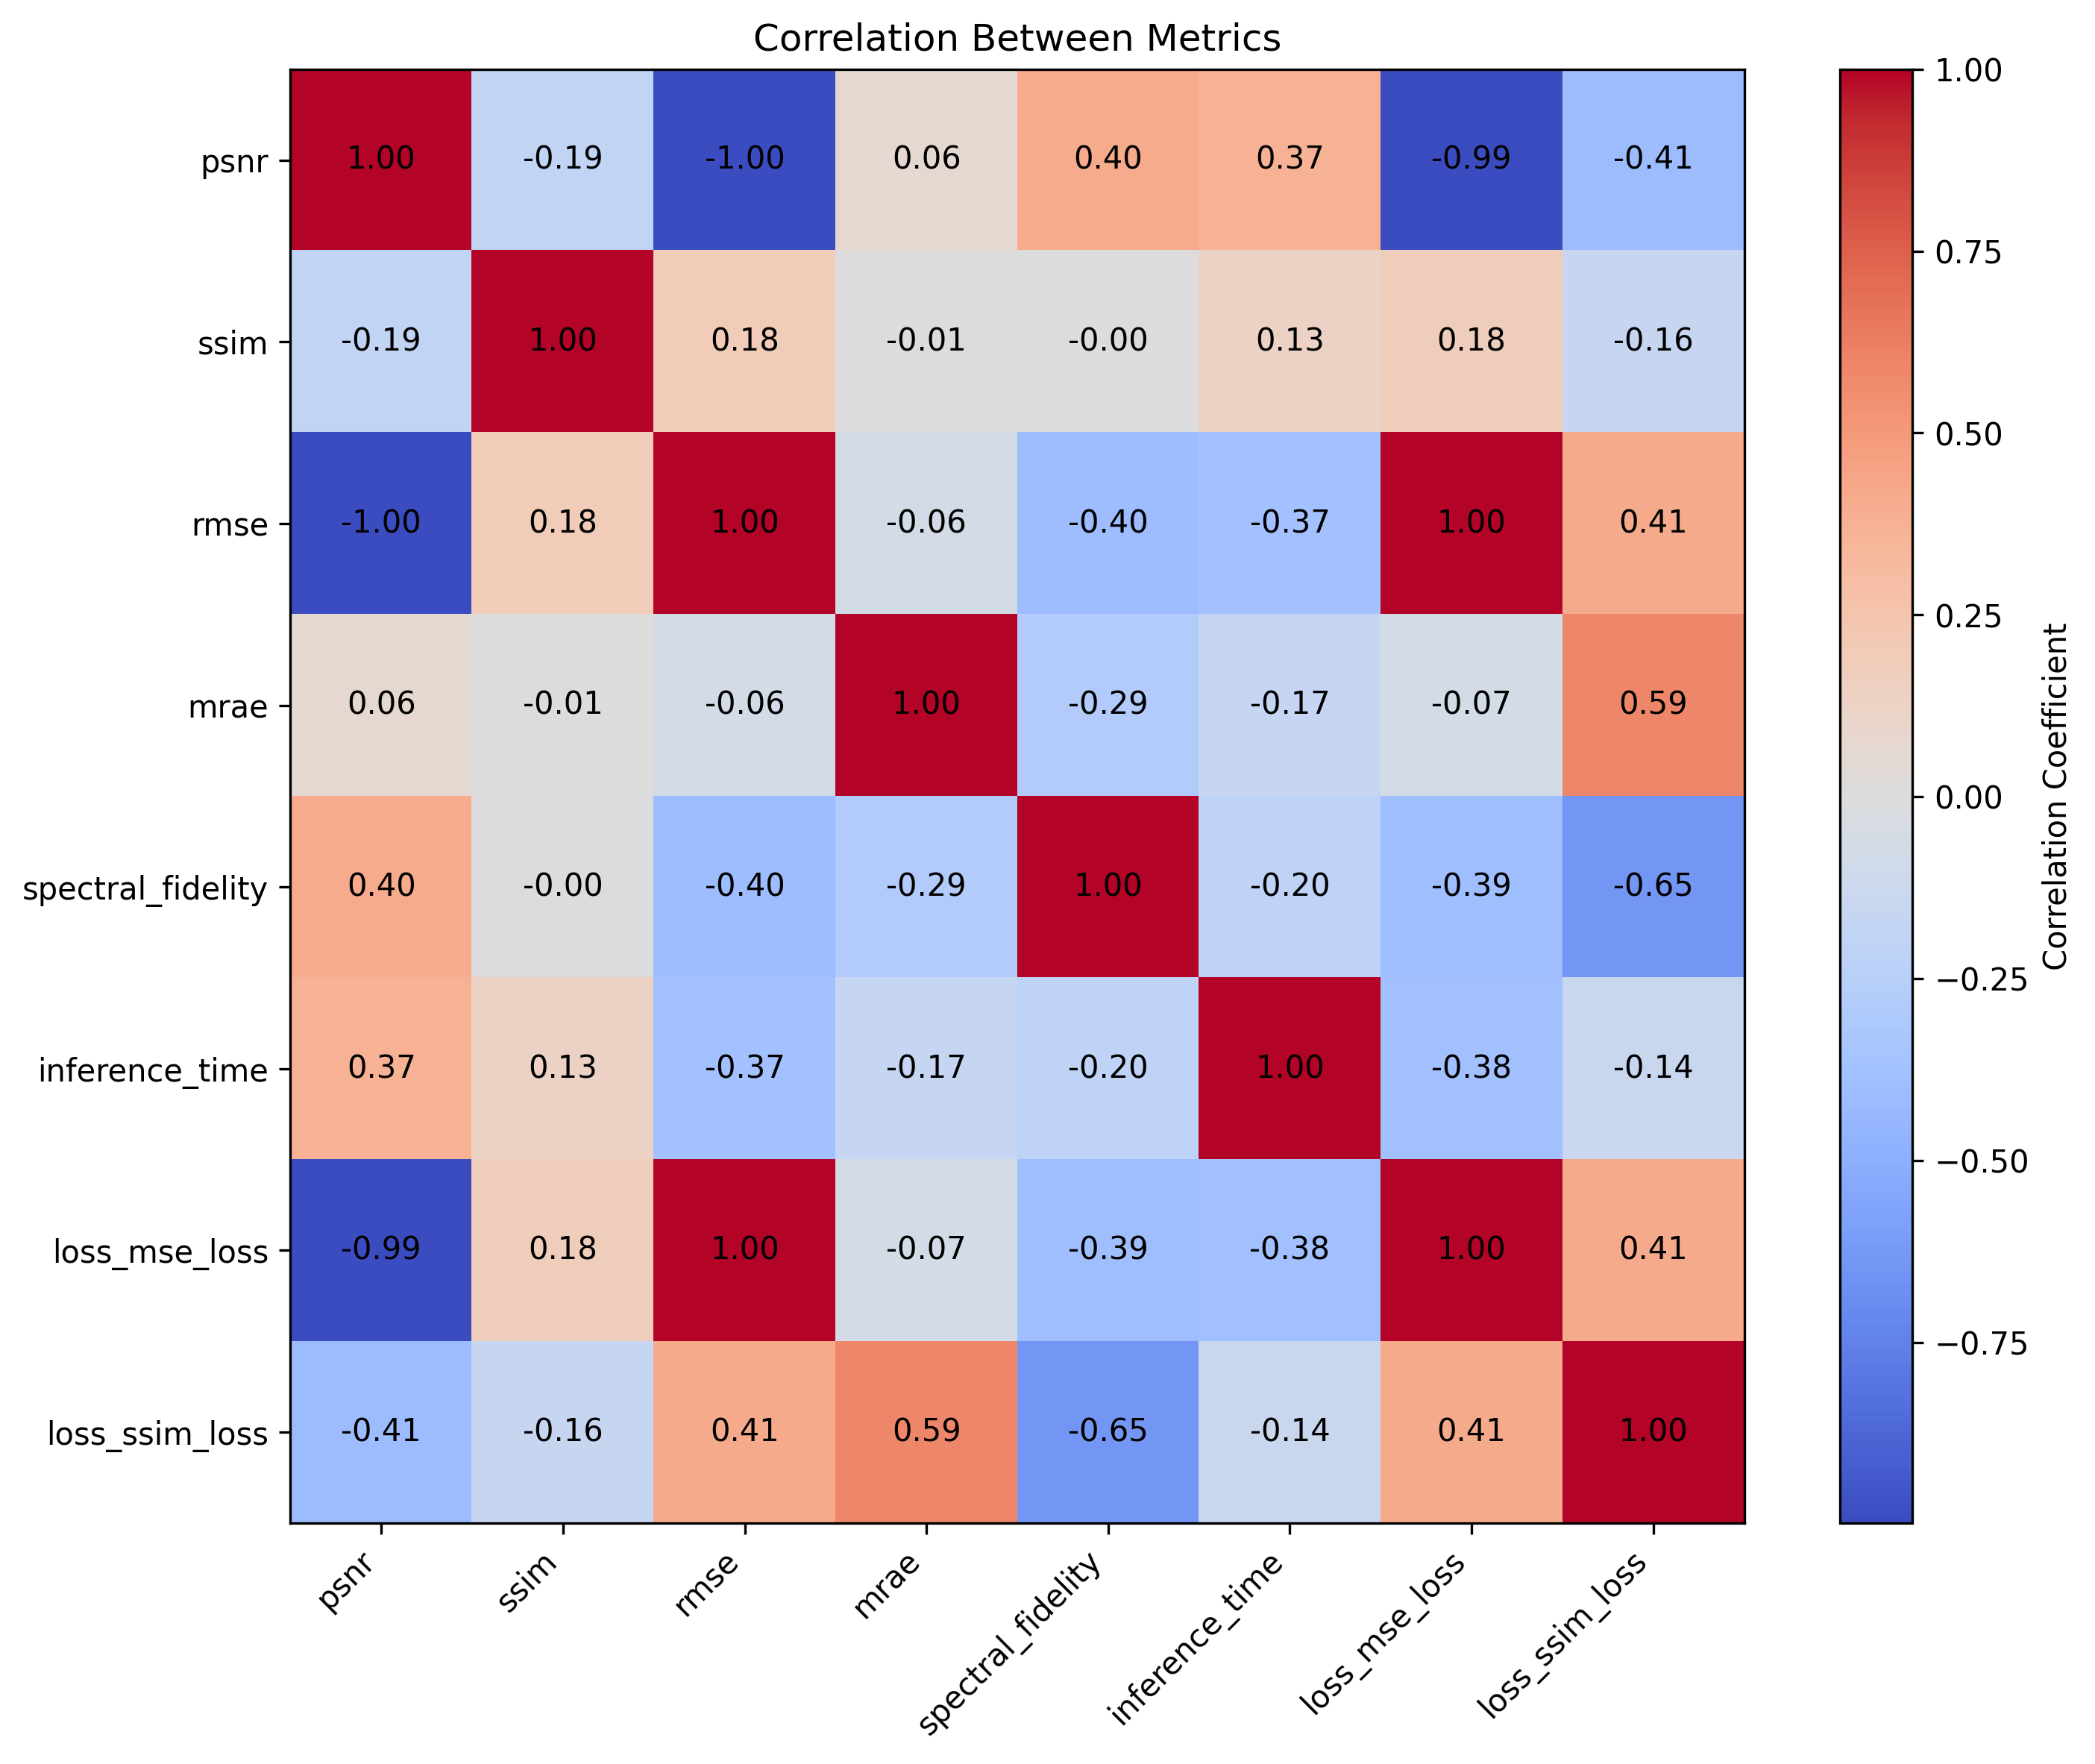 Correlation Between Metrics
psnr 1.00 -0.19 -1.00 0.06 0.40 0.37 -0.99 -0.41
ssim -0.19 1.00 0.18 -0.01 -0.00 0.13 0.18 -0.16
rmse -1.00 0.18 1.00 -0.06 -0.40 -0.37 1.00 0.41
mrae 0.06 -0.01 -0.06 1.00 -0.29 -0.17 -0.07 0.59
spectral_fidelity 0.40 -0.00 -0.40 -0.29 1.00 -0.20 -0.39 -0.65
inference_time 0.37 0.13 -0.37 -0.17 -0.20 1.00 -0.38 -0.14
loss_mse_loss -0.99 0.18 1.00 -0.07 -0.39 -0.38 1.00 0.41
loss_ssim_loss -0.41 -0.16 0.41 0.59 -0.65 -0.14 0.41 1.00
psnr ssim rmse mrae spectral_fidelity inference_time loss_mse_loss loss_ssim_loss
1.00
0.75
0.50
0.25
0.00
−0.25
−0.50
−0.75
Correlation Coefficient